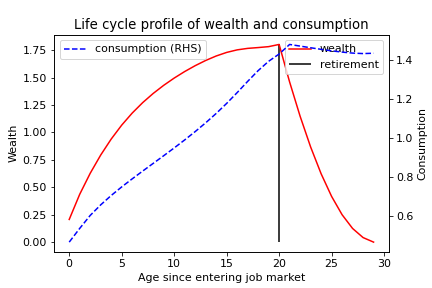 Life cycle profile of wealth and consumption
consumption (RHS)
wealth
retirement
1.75
1.50
1.25
1.00
0.75
0.50
0.25
0.00
Wealth
1.4
1.2
1.0
0.8
0.6
Consumption
0 5 10 15 20 25 30
Age since entering job market